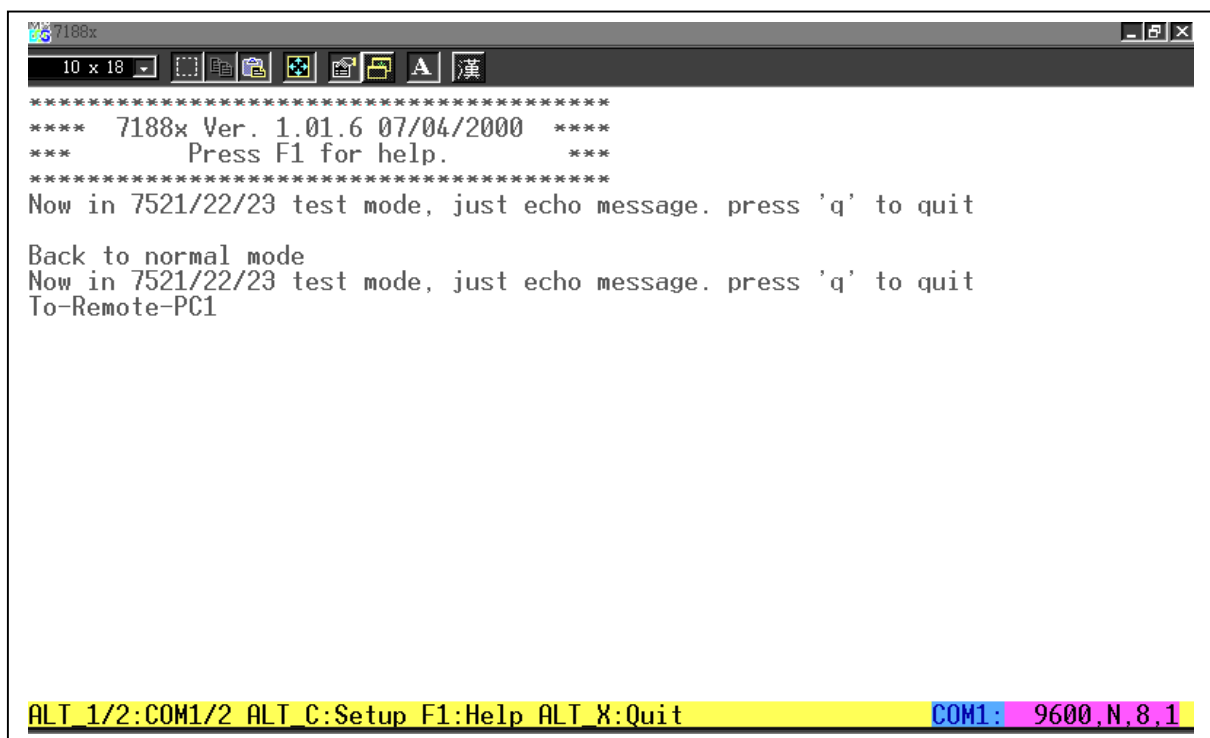 7188x
10 x 18 A 漢
****************************************
**** 7188x Ver. 1.01.6 07/04/2000 ****
*** Press F1 for help. ***
****************************************
Now in 7521/22/23 test mode, just echo message. press 'q' to quit
Back to normal mode
Now in 7521/22/23 test mode, just echo message. press 'q' to quit
To-Remote-PC1
ALT_1/2:COM1/2 ALT_C:Setup F1:Help ALT_X:Quit COM1: 9600,N,8,1